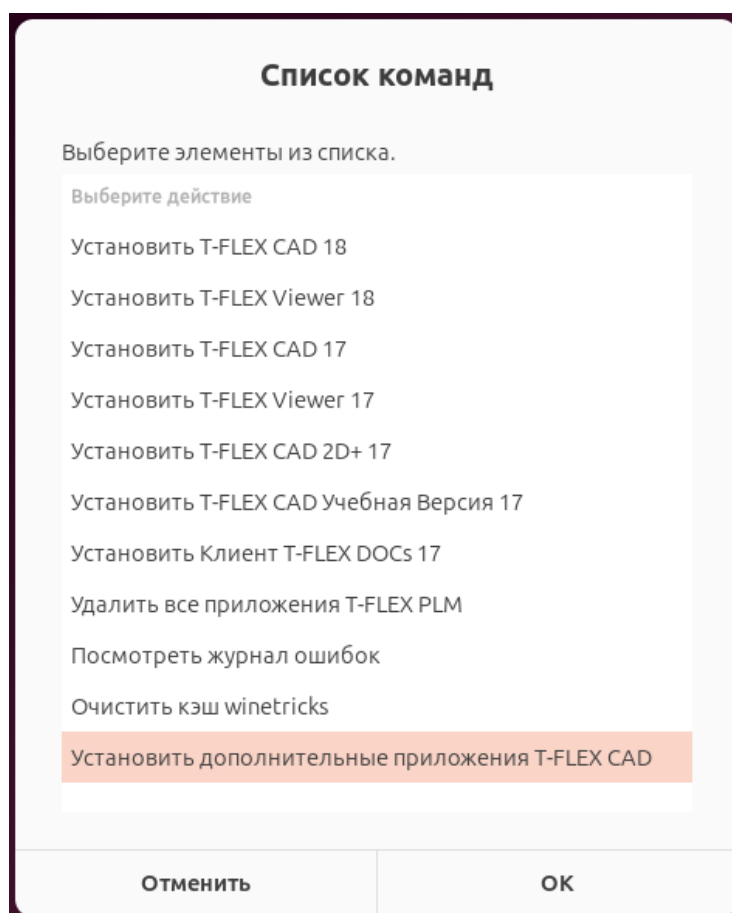 Список команд
Выберите элементы из списка.
Выберите действие
Установить T-FLEX CAD 18
Установить T-FLEX Viewer 18
Установить T-FLEX CAD 17
Установить T-FLEX Viewer 17
Установить T-FLEX CAD 2D+ 17
Установить T-FLEX CAD Учебная Версия 17
Установить Клиент T-FLEX DOCs 17
Удалить все приложения T-FLEX PLM
Посмотреть журнал ошибок
Очистить кэш winetricks
Установить дополнительные приложения T-FLEX CAD
Отменить
ОК